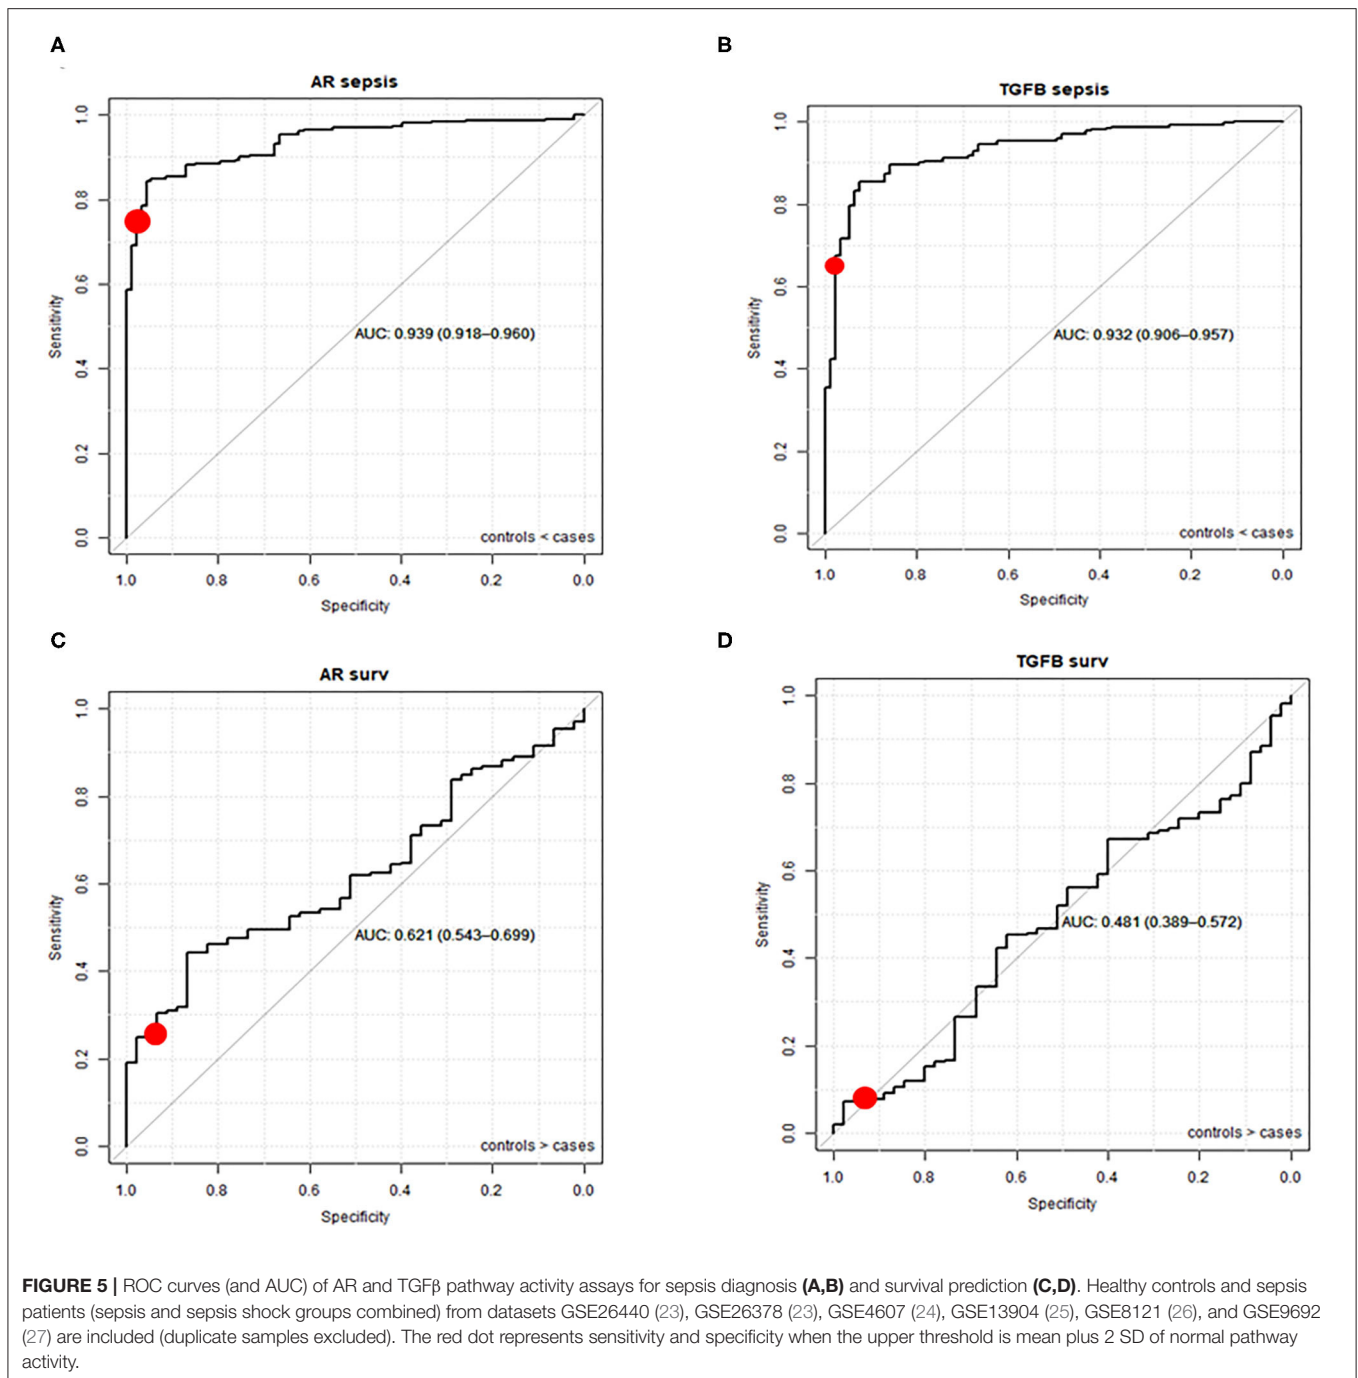 A
AR sepsis
1.0
0.8
0.6
0.4
0.2
0.0
Sensitivity
AUC: 0.939 (0.918–0.960)
controls < cases
1.0 0.8 0.6 0.4 0.2 0.0
Specificity
B
TGFB sepsis
1.0
0.8
0.6
0.4
0.2
0.0
Sensitivity
AUC: 0.932 (0.906–0.957)
controls < cases
1.0 0.8 0.6 0.4 0.2 0.0
Specificity
C
AR surv
1.0
0.8
0.6
0.4
0.2
0.0
Sensitivity
AUC: 0.621 (0.543–0.699)
controls > cases
1.0 0.8 0.6 0.4 0.2 0.0
Specificity
D
TGFB surv
1.0
0.8
0.6
0.4
0.2
0.0
Sensitivity
AUC: 0.481 (0.389–0.572)
controls > cases
1.0 0.8 0.6 0.4 0.2 0.0
Specificity
FIGURE 5 | ROC curves (and AUC) of AR and TGFβ pathway activity assays for sepsis diagnosis (A,B) and survival prediction (C,D). Healthy controls and sepsis
patients (sepsis and sepsis shock groups combined) from datasets GSE26440 (23), GSE26378 (23), GSE4607 (24), GSE13904 (25), GSE8121 (26), and GSE9692
(27) are included (duplicate samples excluded). The red dot represents sensitivity and specificity when the upper threshold is mean plus 2 SD of normal pathway
activity.